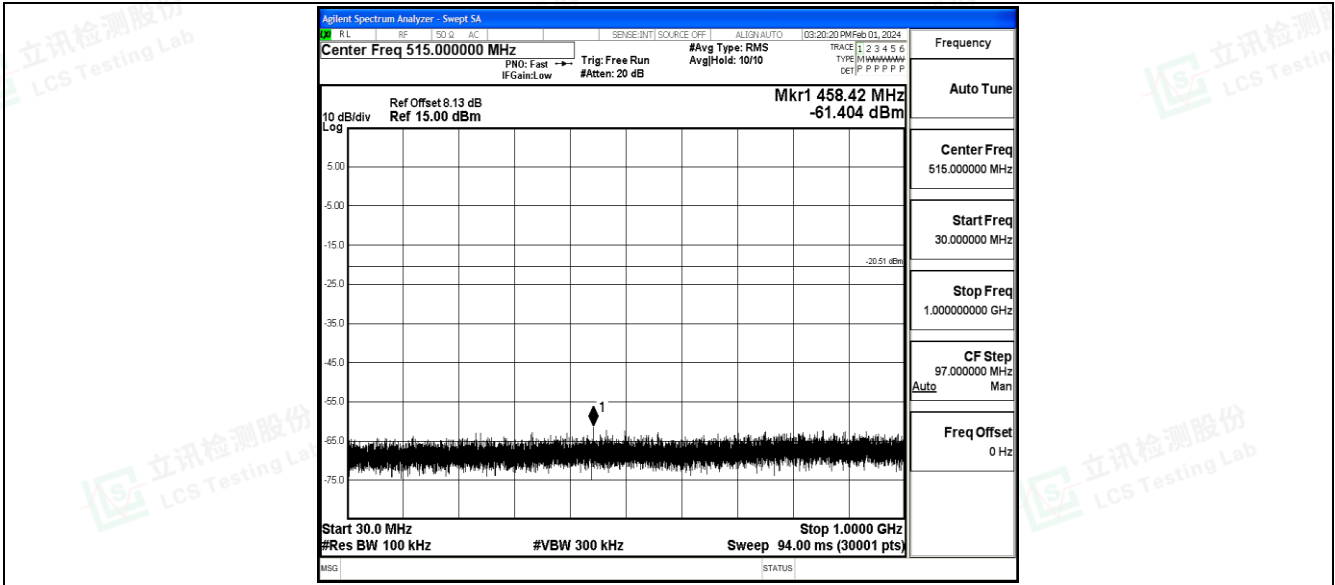 Agilent Spectrum Analyzer - Swept SA
RL RF 50 Ω AC SENSE:INT SOURCE OFF ALIGN AUTO 03:20:20 PM Feb 01, 2024
Center Freq 515.000000 MHz
PNO: Fast
IFGain:Low
Trig: Free Run
#Atten: 20 dB
#Avg Type: RMS
Avg|Hold: 10/10
TRACE 1 2 3 4 5 6
TYPE M
DET P P P P P P
Mkr1 458.42 MHz
-61.404 dBm
Ref Offset 8.13 dB
10 dB/div Ref 15.00 dBm
Log
5.00
-5.00
-15.0
-20.51 dBm
-25.0
-35.0
-45.0
-55.0
1
-65.0
-75.0
Start 30.0 MHz
Stop 1.0000 GHz
#Res BW 100 kHz
#VBW 300 kHz
Sweep 94.00 ms (30001 pts)
MSG
STATUS
Frequency
Auto Tune
Center Freq
515.000000 MHz
Start Freq
30.000000 MHz
Stop Freq
1.000000000 GHz
CF Step
97.000000 MHz
Auto Man
Freq Offset
0 Hz
立讯检测股份
LCS Testing Lab
LCS Testing
立讯检测股份
LCS Testing Lab
立讯检测股份
LCS Testing Lab